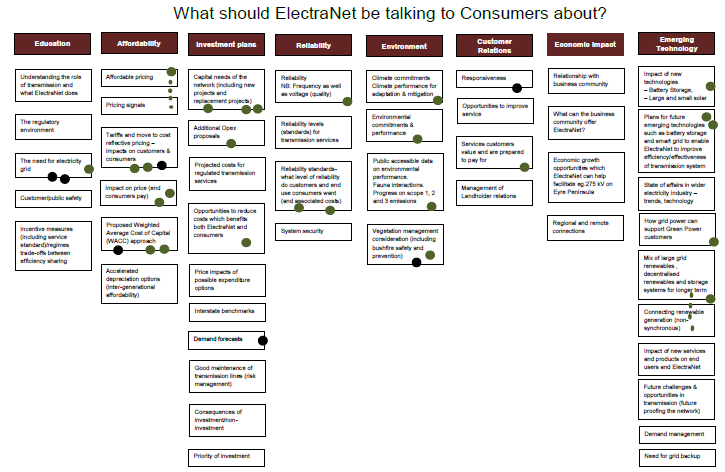 What should ElectraNet be talking to Consumers about?
Education
Understanding the role
of transmission and
what ElectraNet does
The regulatory
environment
The need for electricity
grid
Customer/public safety
Incentive measures
(including service
standard)/regimes
trade-offs between
efficiency sharing
Affordability
Affordable pricing
Pricing signals
Tariffs and move to cost
reflective pricing –
impacts on customers &
consumers
Impact on price (end
consumers pay)
Proposed Weighted
Average Cost of Capital
(WACC) approach
Accelerated
depreciation options
(inter-generational
affordability)
Investment plans
Capital needs of the
network (including new
projects and
replacement projects)
Additional Opex
proposals
Projected costs for
regulated transmission
services
Opportunities to reduce
costs which benefits
both ElectraNet and
consumers
Price impacts of
possible expenditure
options
Interstate benchmarks
Demand forecasts
Good maintenance of
transmission lines (risk
management)
Consequences of
investment/non-
investment
Priority of investment
Reliability
Reliability
NB: Frequency as well
as voltage (quality)
Reliability levels
(standards) for
transmission services
Reliability standards-
what level of reliability
do customers and end
use consumers want
(and associated costs)
System security
Environment
Climate commitments
Climate performance for
adaptation & mitigation
Environmental
commitments &
performance
Public accessible data
on environmental
performance.
Fauna interactions.
Progress on scope 1, 2
and 3 emissions
Vegetation management
consideration (including
bushfire safety and
prevention)
Customer
Relations
Responsiveness
Opportunities to improve
service
Services customers
value and are prepared
to pay for
Management of
Landholder relations
Economic Impact
Relationship with
business community
What can the business
community offer
ElectraNet?
Economic growth
opportunities which
ElectraNet can help
facilitate eg.275 kV on
Eyre Peninsula
Regional and remote
connections
Emerging
Technology
Impact of new
technologies
– Battery Storage,
– Large and small solar
Plans for future
emerging technologies
such as battery storage
and smart grid to enable
ElectraNet to improve
efficiency/effectiveness
of transmission system
State of affairs in wider
electricity industry –
trends, technology
How grid power can
support Green Power
customers
Mix of large grid
renewables ,
decentralised
renewables and storage
systems for longer term
Connecting renewable
generation (non-
synchronous)
Impact of new services
and products on end
users and ElectraNet
Future challenges &
opportunities in
transmission (future
proofing the network)
Demand management
Need for grid backup